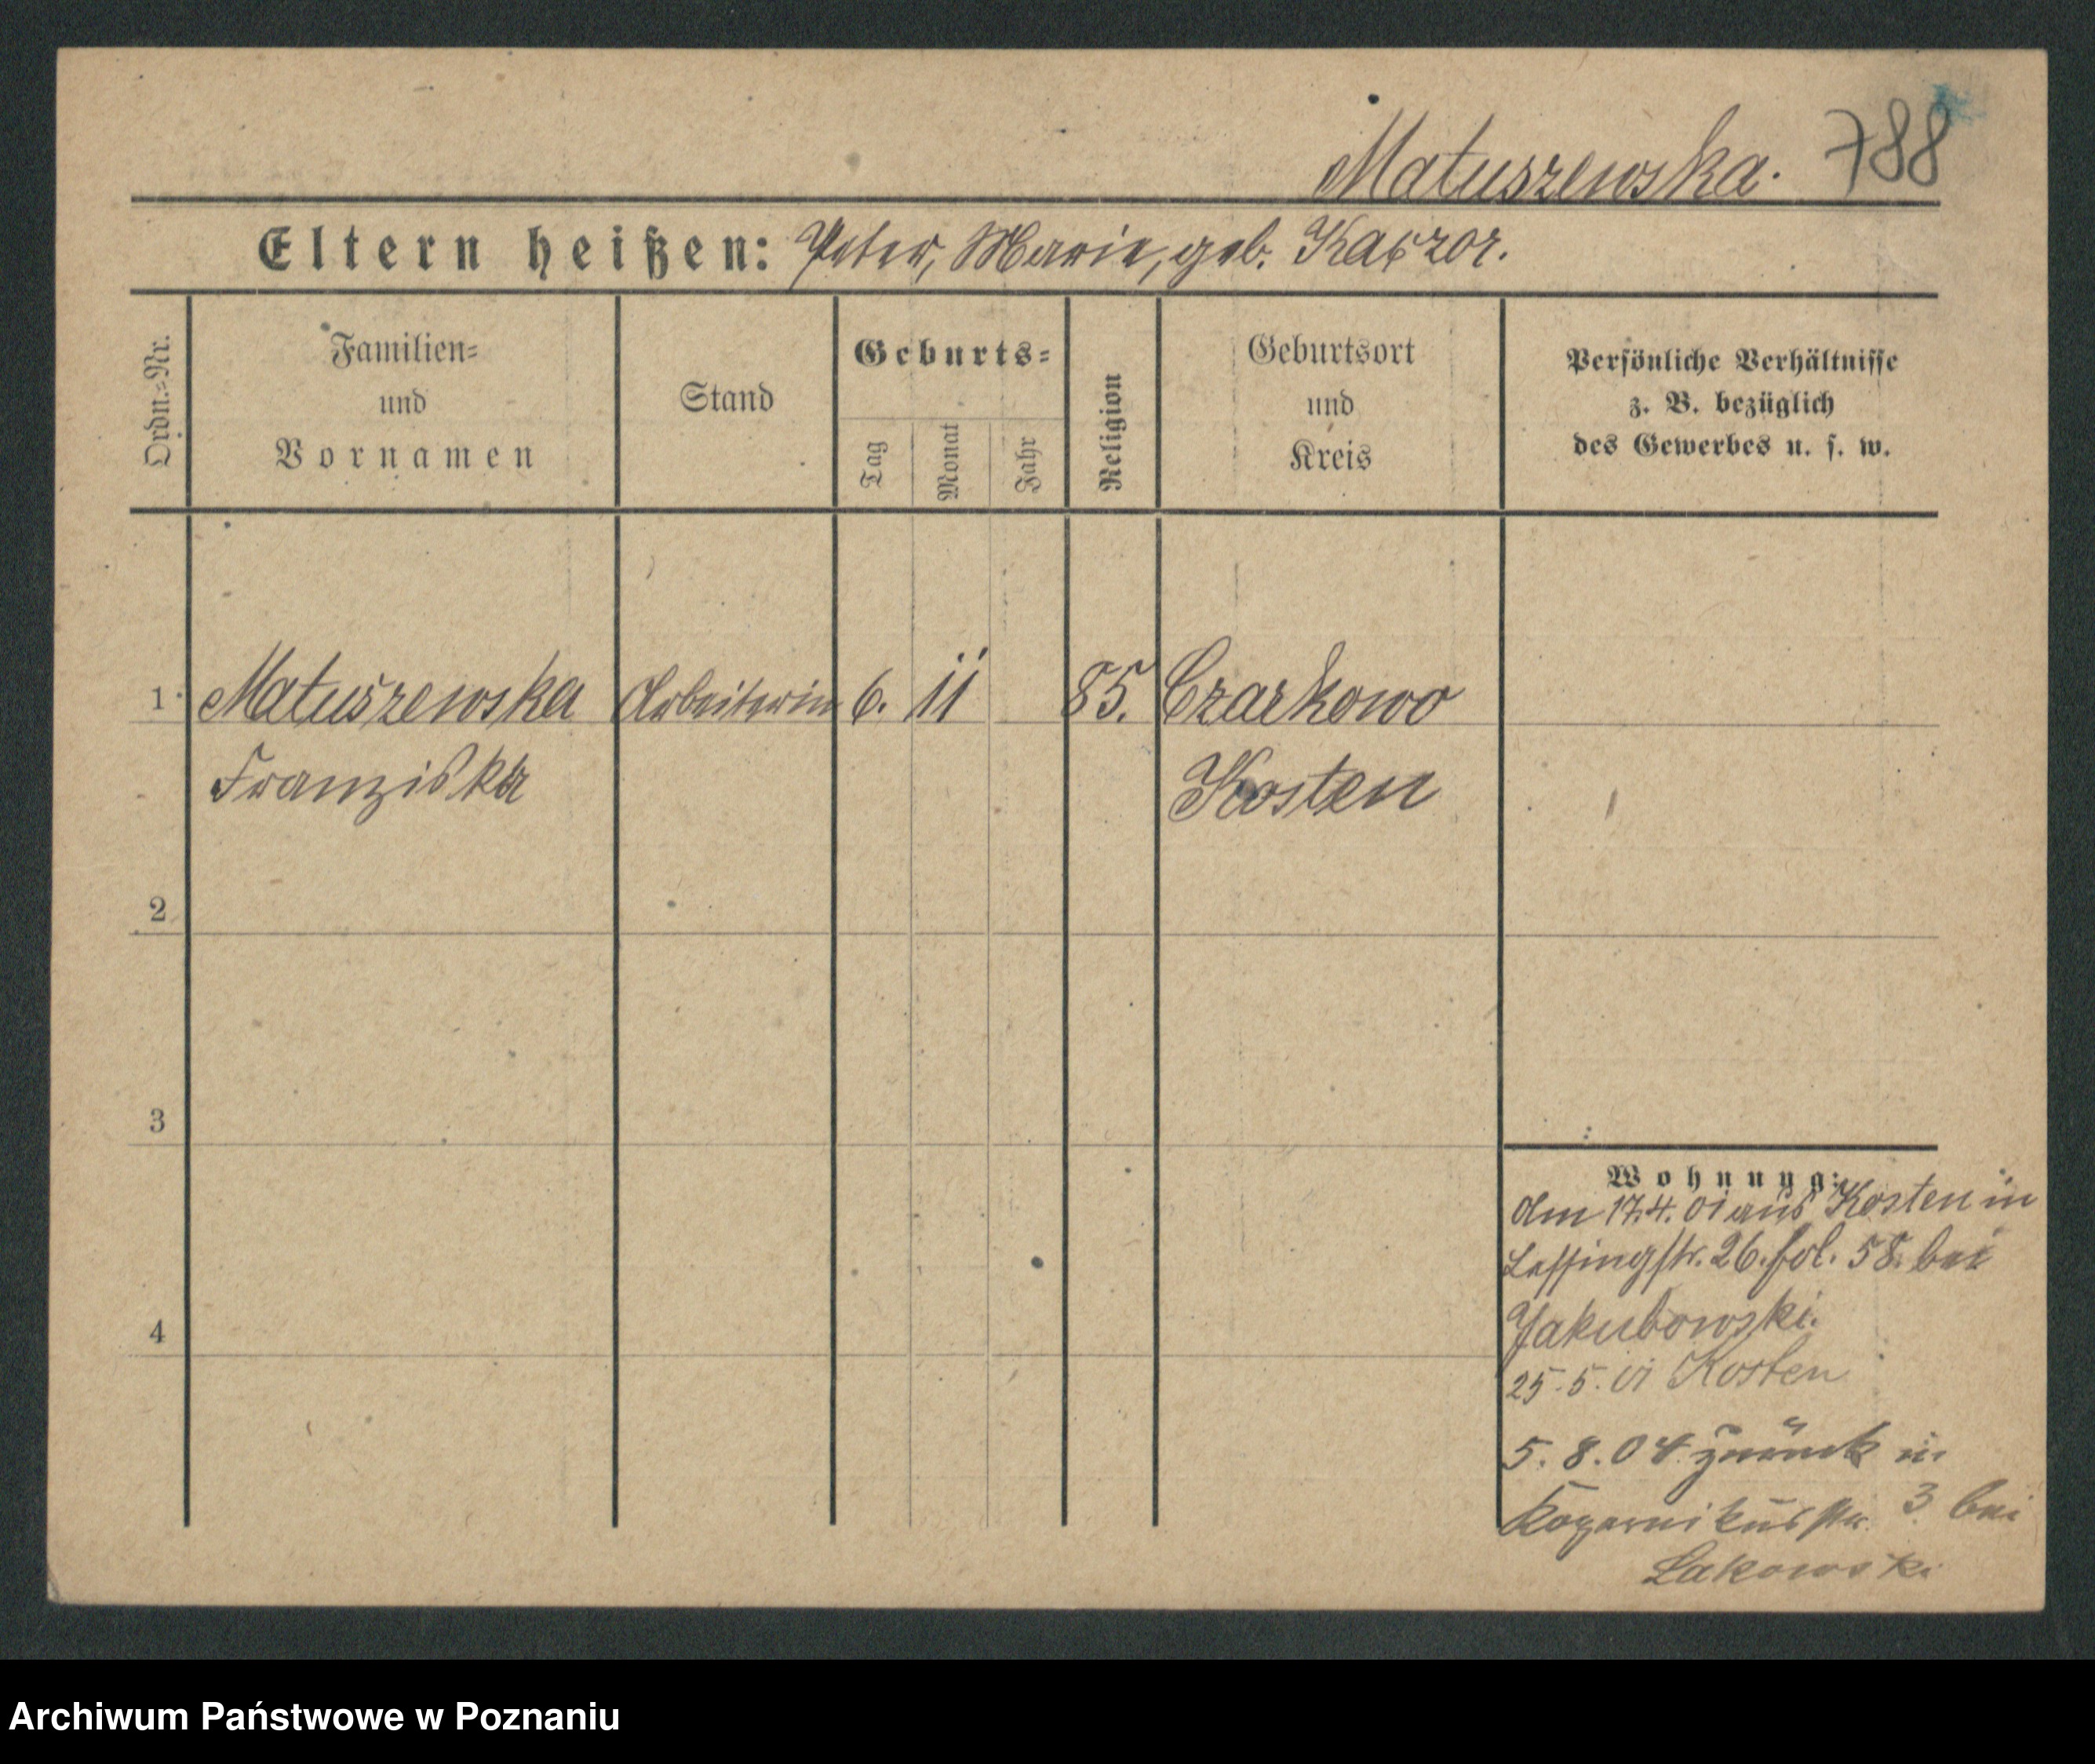 Matuszewska. 788
Eltern heißen: Peter, Marie, geb. Kaczor.
Ordn.=Nr.
Familien=
und
Vornamen
Stand
Geburts=
Tag
Monat
Jahr
Religion
Geburtsort
und
Kreis
Persönliche Verhältnisse
z. B. bezüglich
des Gewerbes u. s. w.
1 Matuszewska Arbeiterin 6. 11 85. Czarkowo
Franziska Kosten
2
3
4
Wohnung:
Am 17.4.01 aus Kosten in
Lessingstr. 26. fol. 58. bei
Jakubowski.
25.5.01 Kosten
5.8.04 zurück in
Kopernikusstr. 3 bei
Lakowski
Archiwum Państwowe w Poznaniu